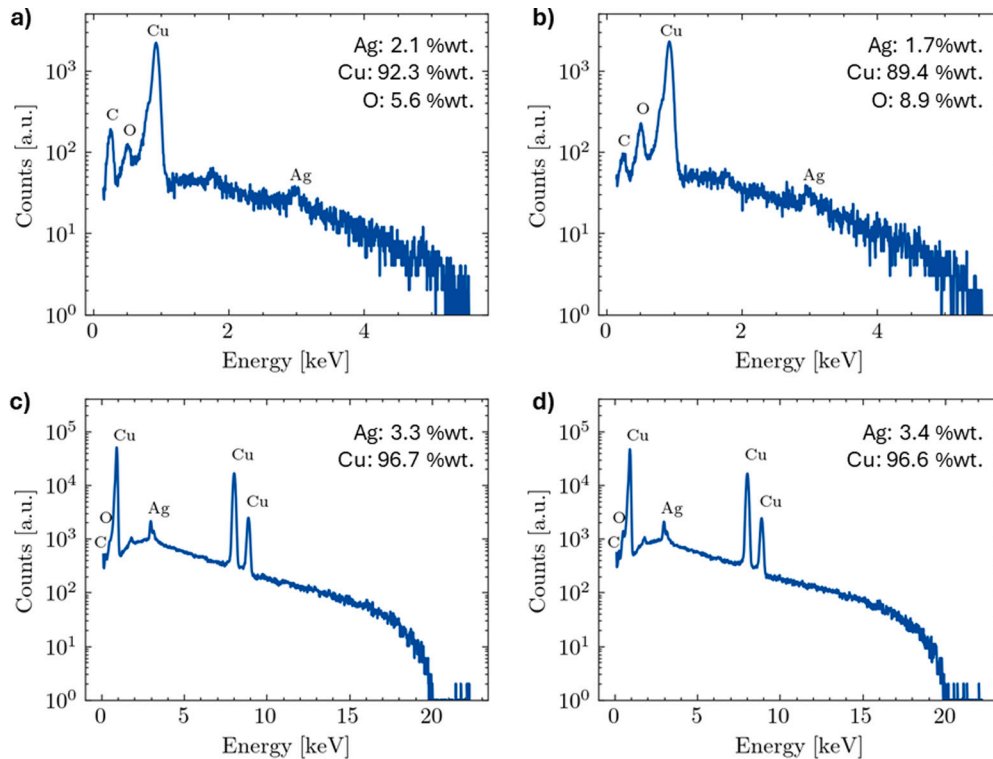 a)
Cu
C
O
Ag
Ag: 2.1 %wt.
Cu: 92.3 %wt.
O: 5.6 %wt.
10³
10²
10¹
10⁰
Counts [a.u.]
0 2 4
Energy [keV]
b)
Cu
O
C
Ag
Ag: 1.7%wt.
Cu: 89.4 %wt.
O: 8.9 %wt.
10³
10²
10¹
10⁰
Counts [a.u.]
0 2 4
Energy [keV]
c)
Cu
Cu
Cu
Ag
O
C
Ag: 3.3 %wt.
Cu: 96.7 %wt.
10⁵
10⁴
10³
10²
10¹
10⁰
Counts [a.u.]
0 5 10 15 20
Energy [keV]
d)
Cu
Cu
Cu
Ag
O
C
Ag: 3.4 %wt.
Cu: 96.6 %wt.
10⁵
10⁴
10³
10²
10¹
10⁰
Counts [a.u.]
0 5 10 15 20
Energy [keV]